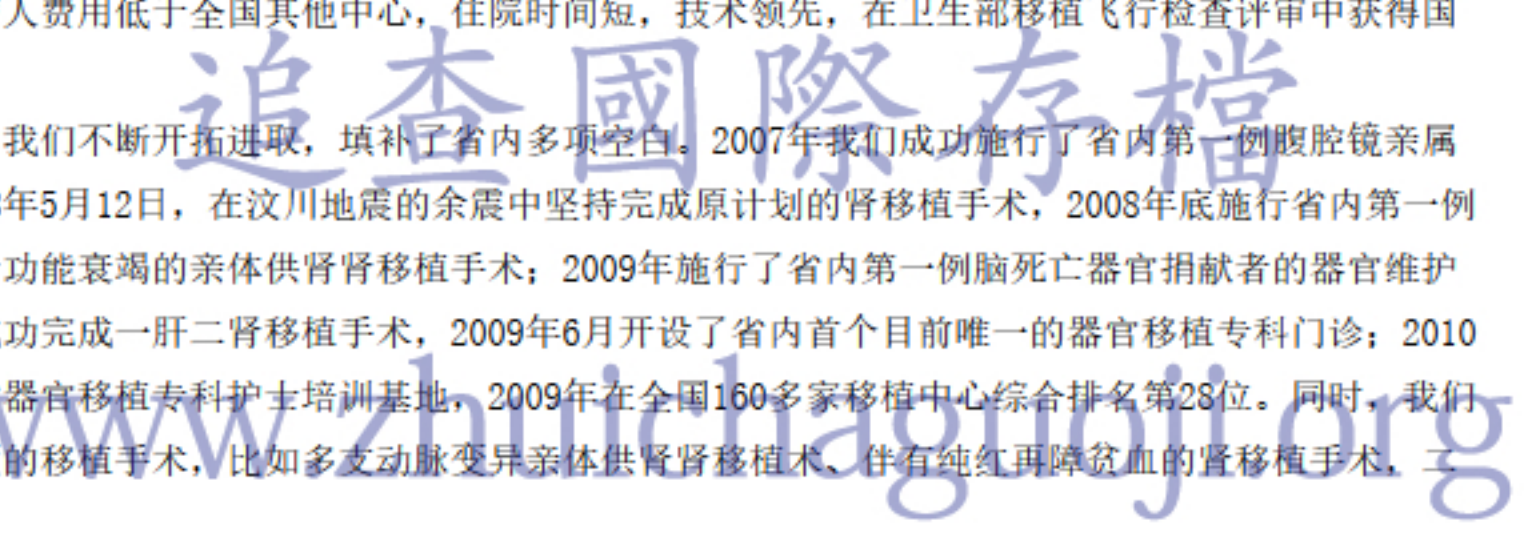 人费用低于全国其他中心，住院时间短，技术领先，在卫生部移植飞行检查评审中获得国
追查國際存檔
我们不断开拓进取，填补了省内多项空白。2007年我们成功施行了省内第一例腹腔镜亲属
年5月12日，在汶川地震的余震中坚持完成原计划的肾移植手术，2008年底施行省内第一例
功能衰竭的亲体供肾肾移植手术；2009年施行了省内第一例脑死亡器官捐献者的器官维护
功完成一肝二肾移植手术，2009年6月开设了省内首个目前唯一的器官移植专科门诊；2010
器官移植专科护士培训基地，2009年在全国160多家移植中心综合排名第28位。同时，我们
www.zhuichaguoji.org
的移植手术，比如多支动脉变异亲体供肾肾移植术、伴有纯红再障贫血的肾移植手术，二